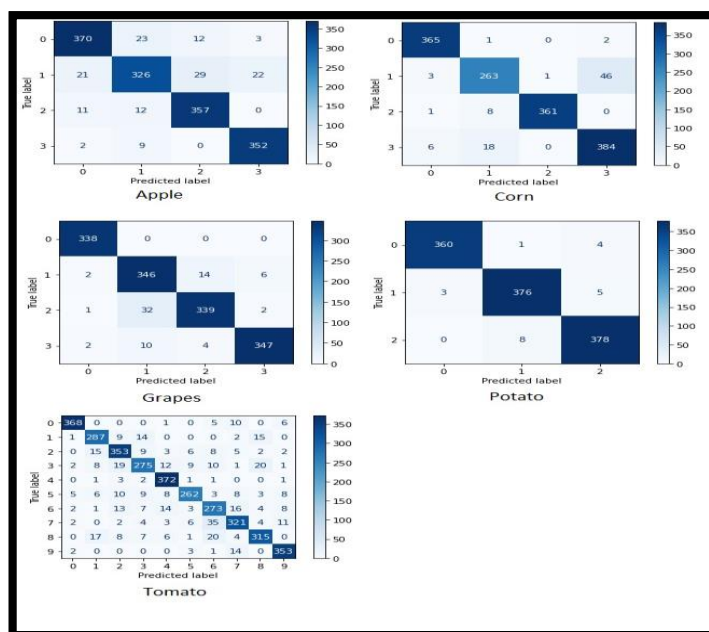 0 370 23 12 3
1 21 326 29 22
2 11 12 357 0
3 2 9 0 352
0 1 2 3
True label
Predicted label
350
300
250
200
150
100
50
0
Apple
0 365 1 0 2
1 3 263 1 46
2 1 8 361 0
3 6 18 0 384
0 1 2 3
True label
Predicted label
350
300
250
200
150
100
50
0
Corn
0 338 0 0 0
1 2 346 14 6
2 1 32 339 2
3 2 10 4 347
0 1 2 3
True label
Predicted label
300
250
200
150
100
50
0
Grapes
0 360 1 4
1 3 376 5
2 0 8 378
0 1 2
True label
Predicted label
350
300
250
200
150
100
50
0
Potato
0 368 0 0 0 1 0 5 10 0 6
1 1 287 9 14 0 0 0 2 15 0
2 0 15 353 9 3 6 8 5 2 2
3 2 8 19 275 12 9 10 1 20 1
4 0 1 3 2 372 1 1 0 0 1
5 5 6 10 9 8 262 3 8 3 8
6 2 1 13 7 14 3 273 16 4 8
7 2 0 2 4 3 6 35 321 4 11
8 0 17 8 7 6 1 20 4 315 0
9 2 0 0 0 0 3 1 14 0 353
0 1 2 3 4 5 6 7 8 9
True label
Predicted label
350
300
250
200
150
100
50
0
Tomato